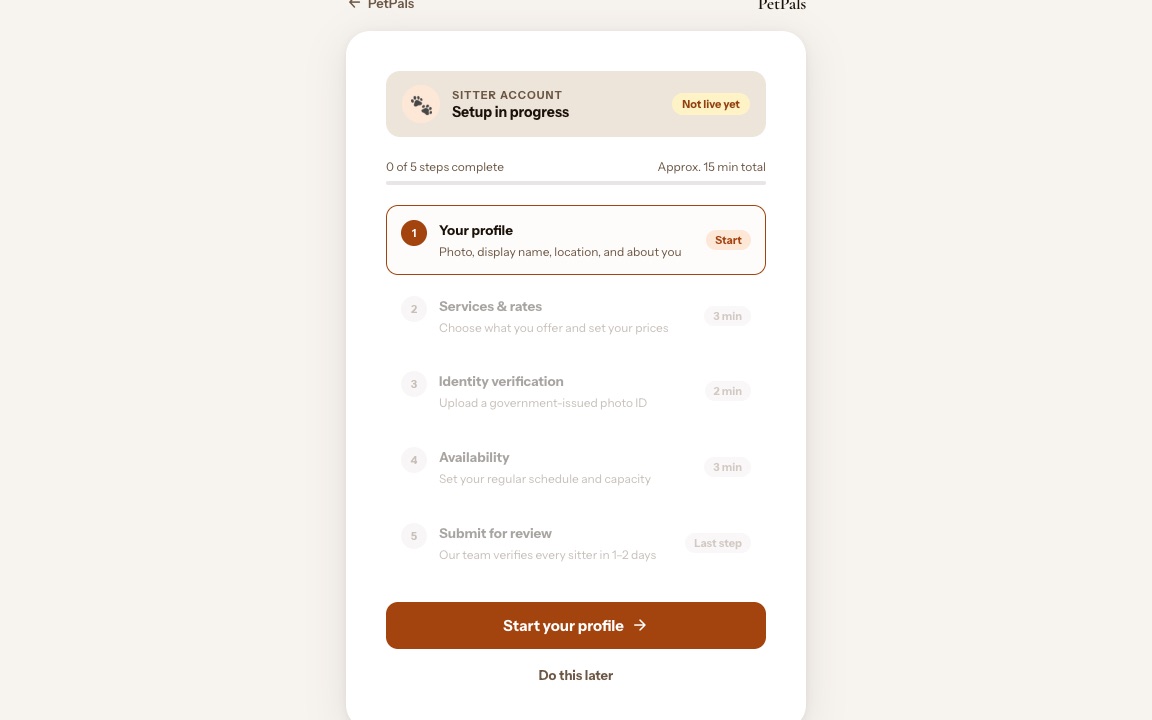 ← PetPals
PetPals
SITTER ACCOUNT
Setup in progress
Not live yet
0 of 5 steps complete
Approx. 15 min total
1
Your profile
Photo, display name, location, and about you
Start
2
Services & rates
Choose what you offer and set your prices
3 min
3
Identity verification
Upload a government-issued photo ID
2 min
4
Availability
Set your regular schedule and capacity
3 min
5
Submit for review
Our team verifies every sitter in 1–2 days
Last step
Start your profile →
Do this later